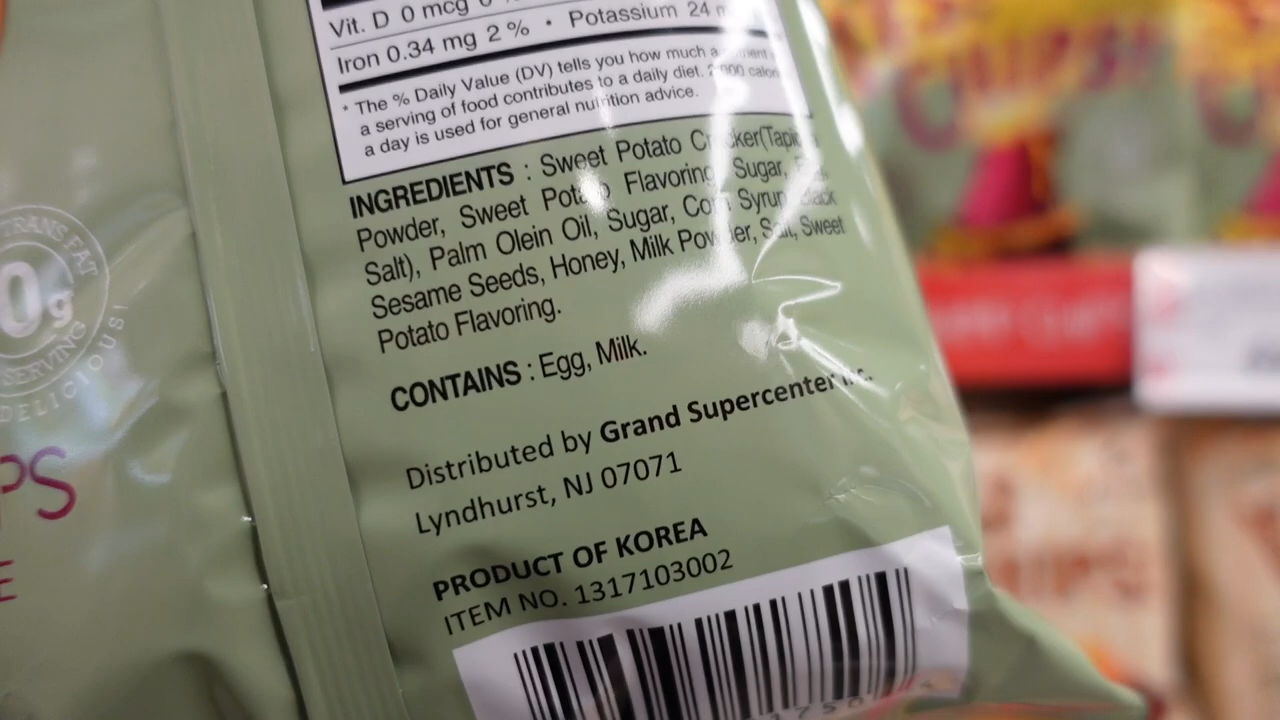 Vit. D 0 mcg 0 %
Iron 0.34 mg 2 % • Potassium 24
* The % Daily Value (DV) tells you how much a
a serving of food contributes to a daily diet. 2,000
a day is used for general nutrition advice.
INGREDIENTS : Sweet Potato Cracker(Tapioca
Powder, Sweet Potato Flavoring, Sugar,
Salt), Palm Olein Oil, Sugar, Corn Syrup, Black
Sesame Seeds, Honey, Milk Powder, Salt, Sweet
Potato Flavoring.
CONTAINS : Egg, Milk.
Distributed by Grand Supercenter Inc.
Lyndhurst, NJ 07071
PRODUCT OF KOREA
ITEM NO. 1317103002
TRANS FAT
0g
SERVING
DELICIOUS!
PS
E